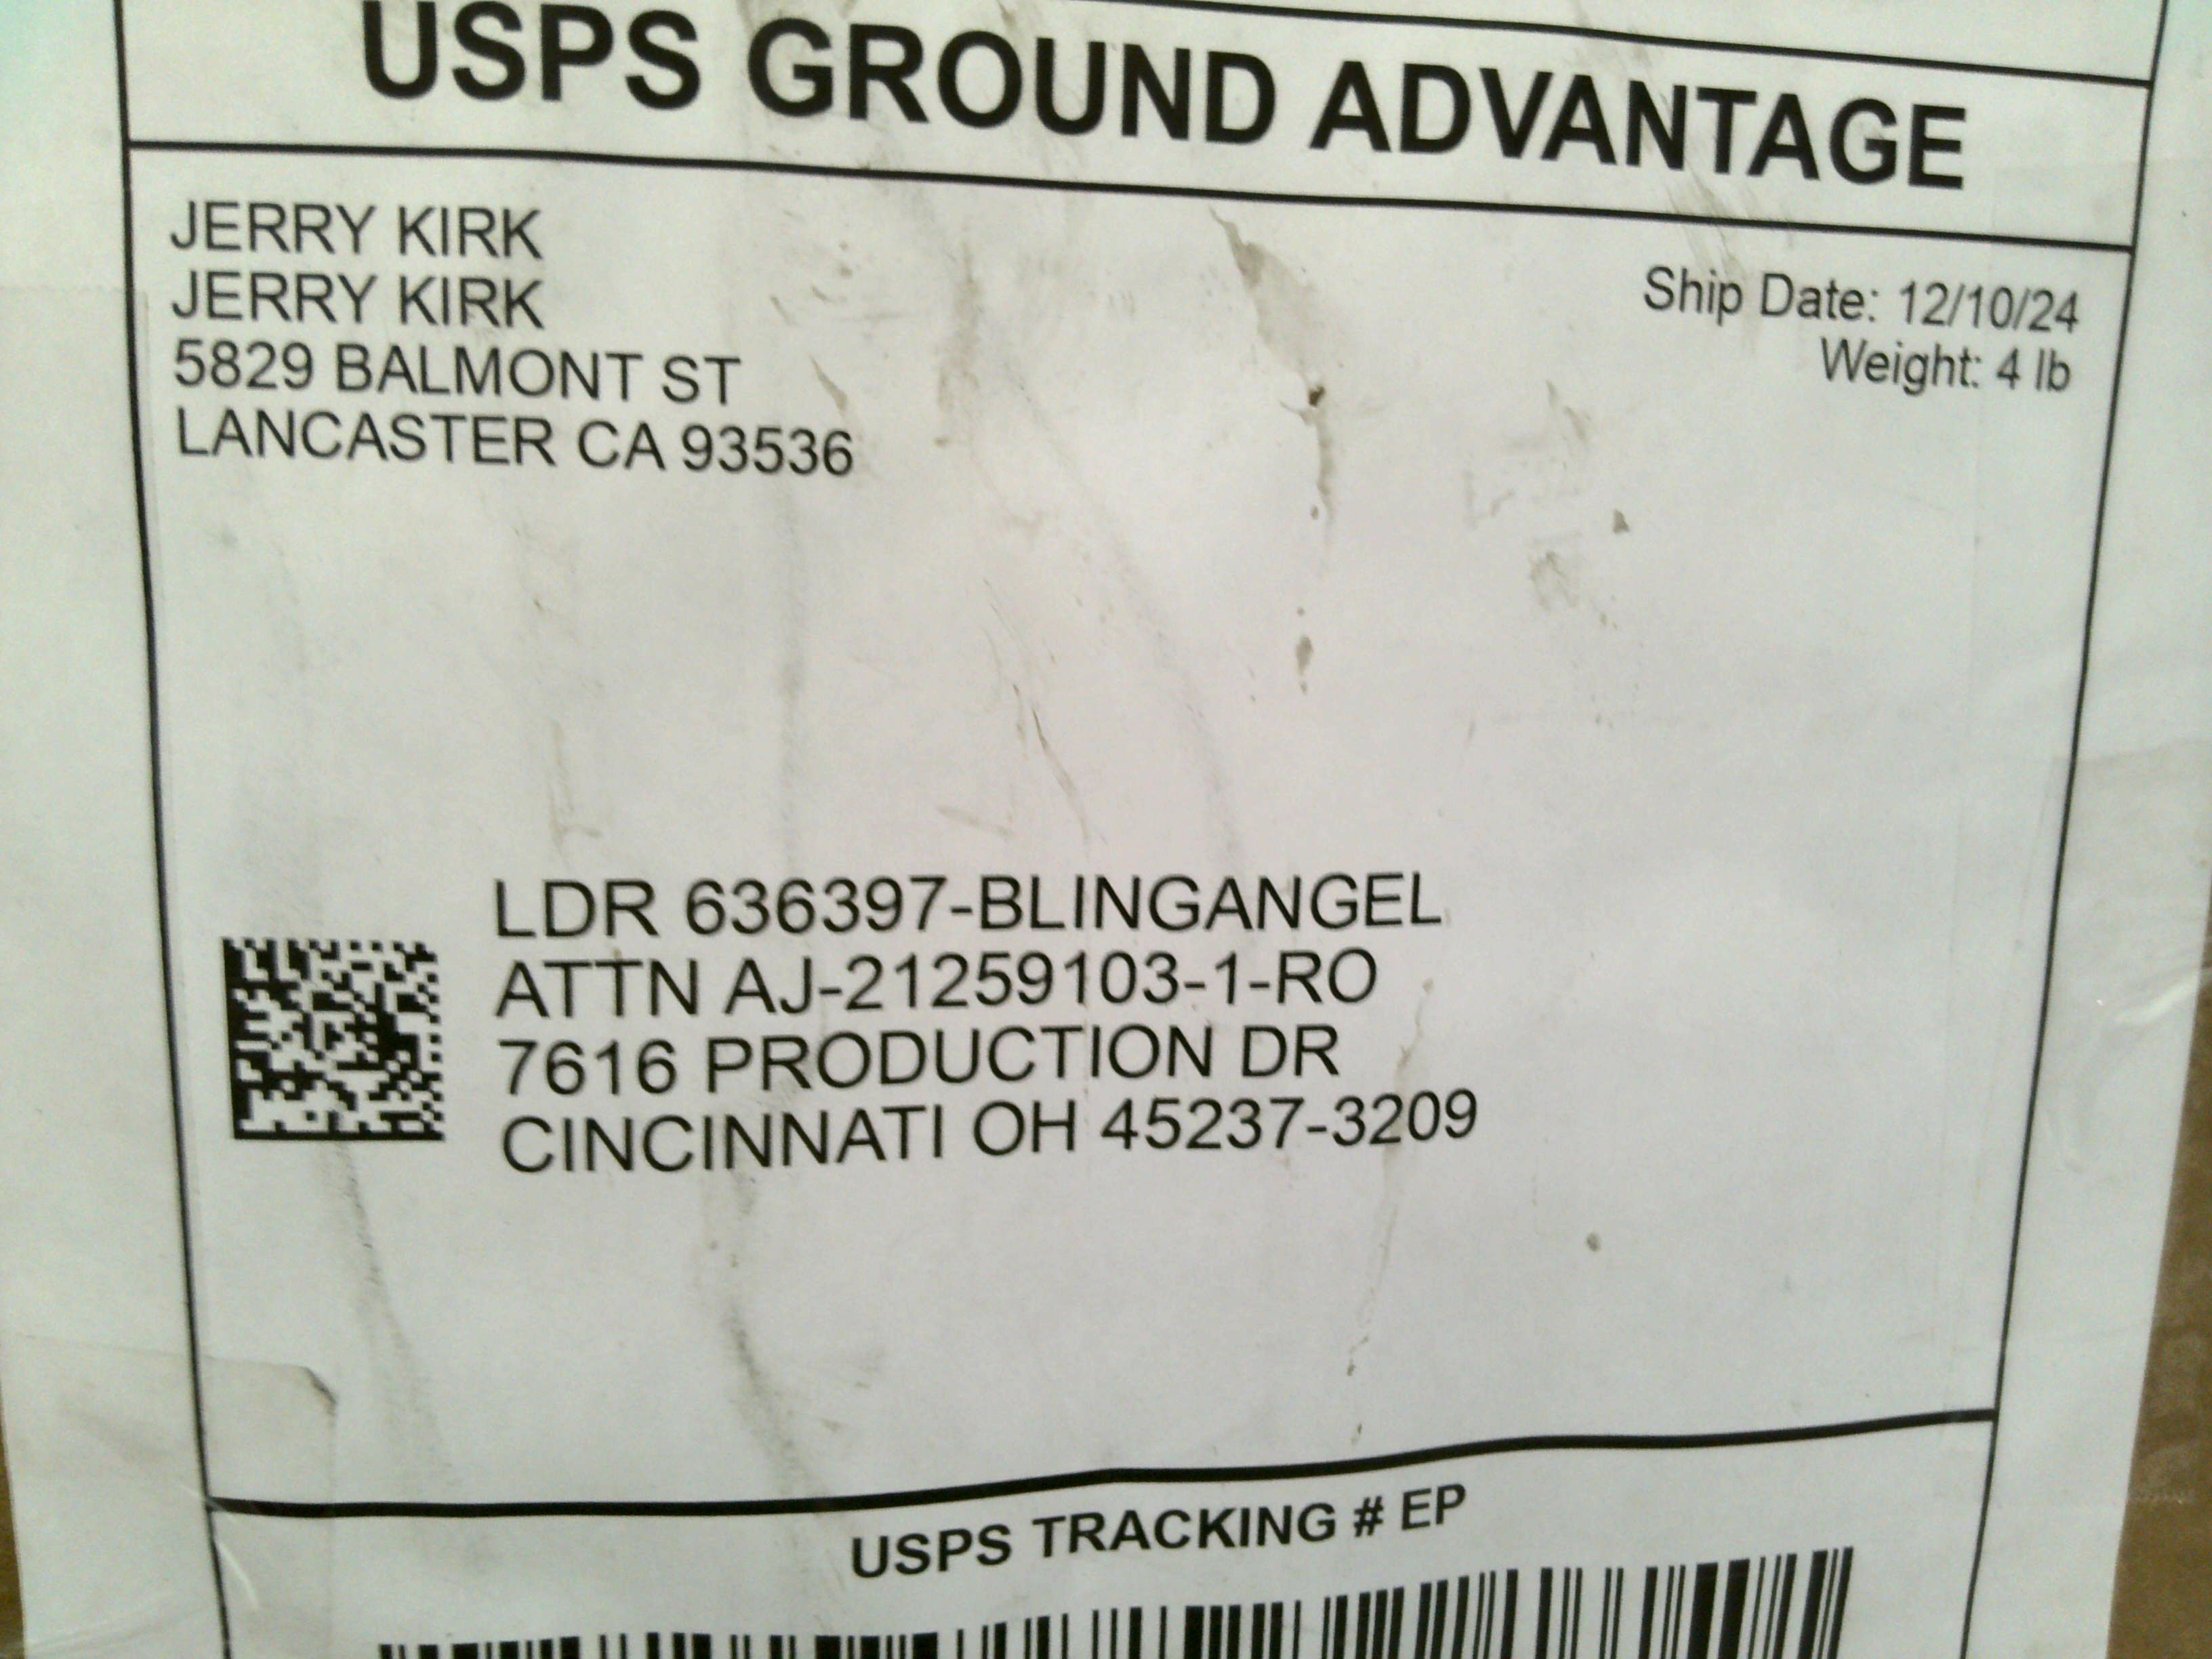 USPS GROUND ADVANTAGE
JERRY KIRK
JERRY KIRK
5829 BALMONT ST
LANCASTER CA 93536
Ship Date: 12/10/24
Weight: 4 lb
LDR 636397-BLINGANGEL
ATTN AJ-21259103-1-RO
7616 PRODUCTION DR
CINCINNATI OH 45237-3209
USPS TRACKING # EP